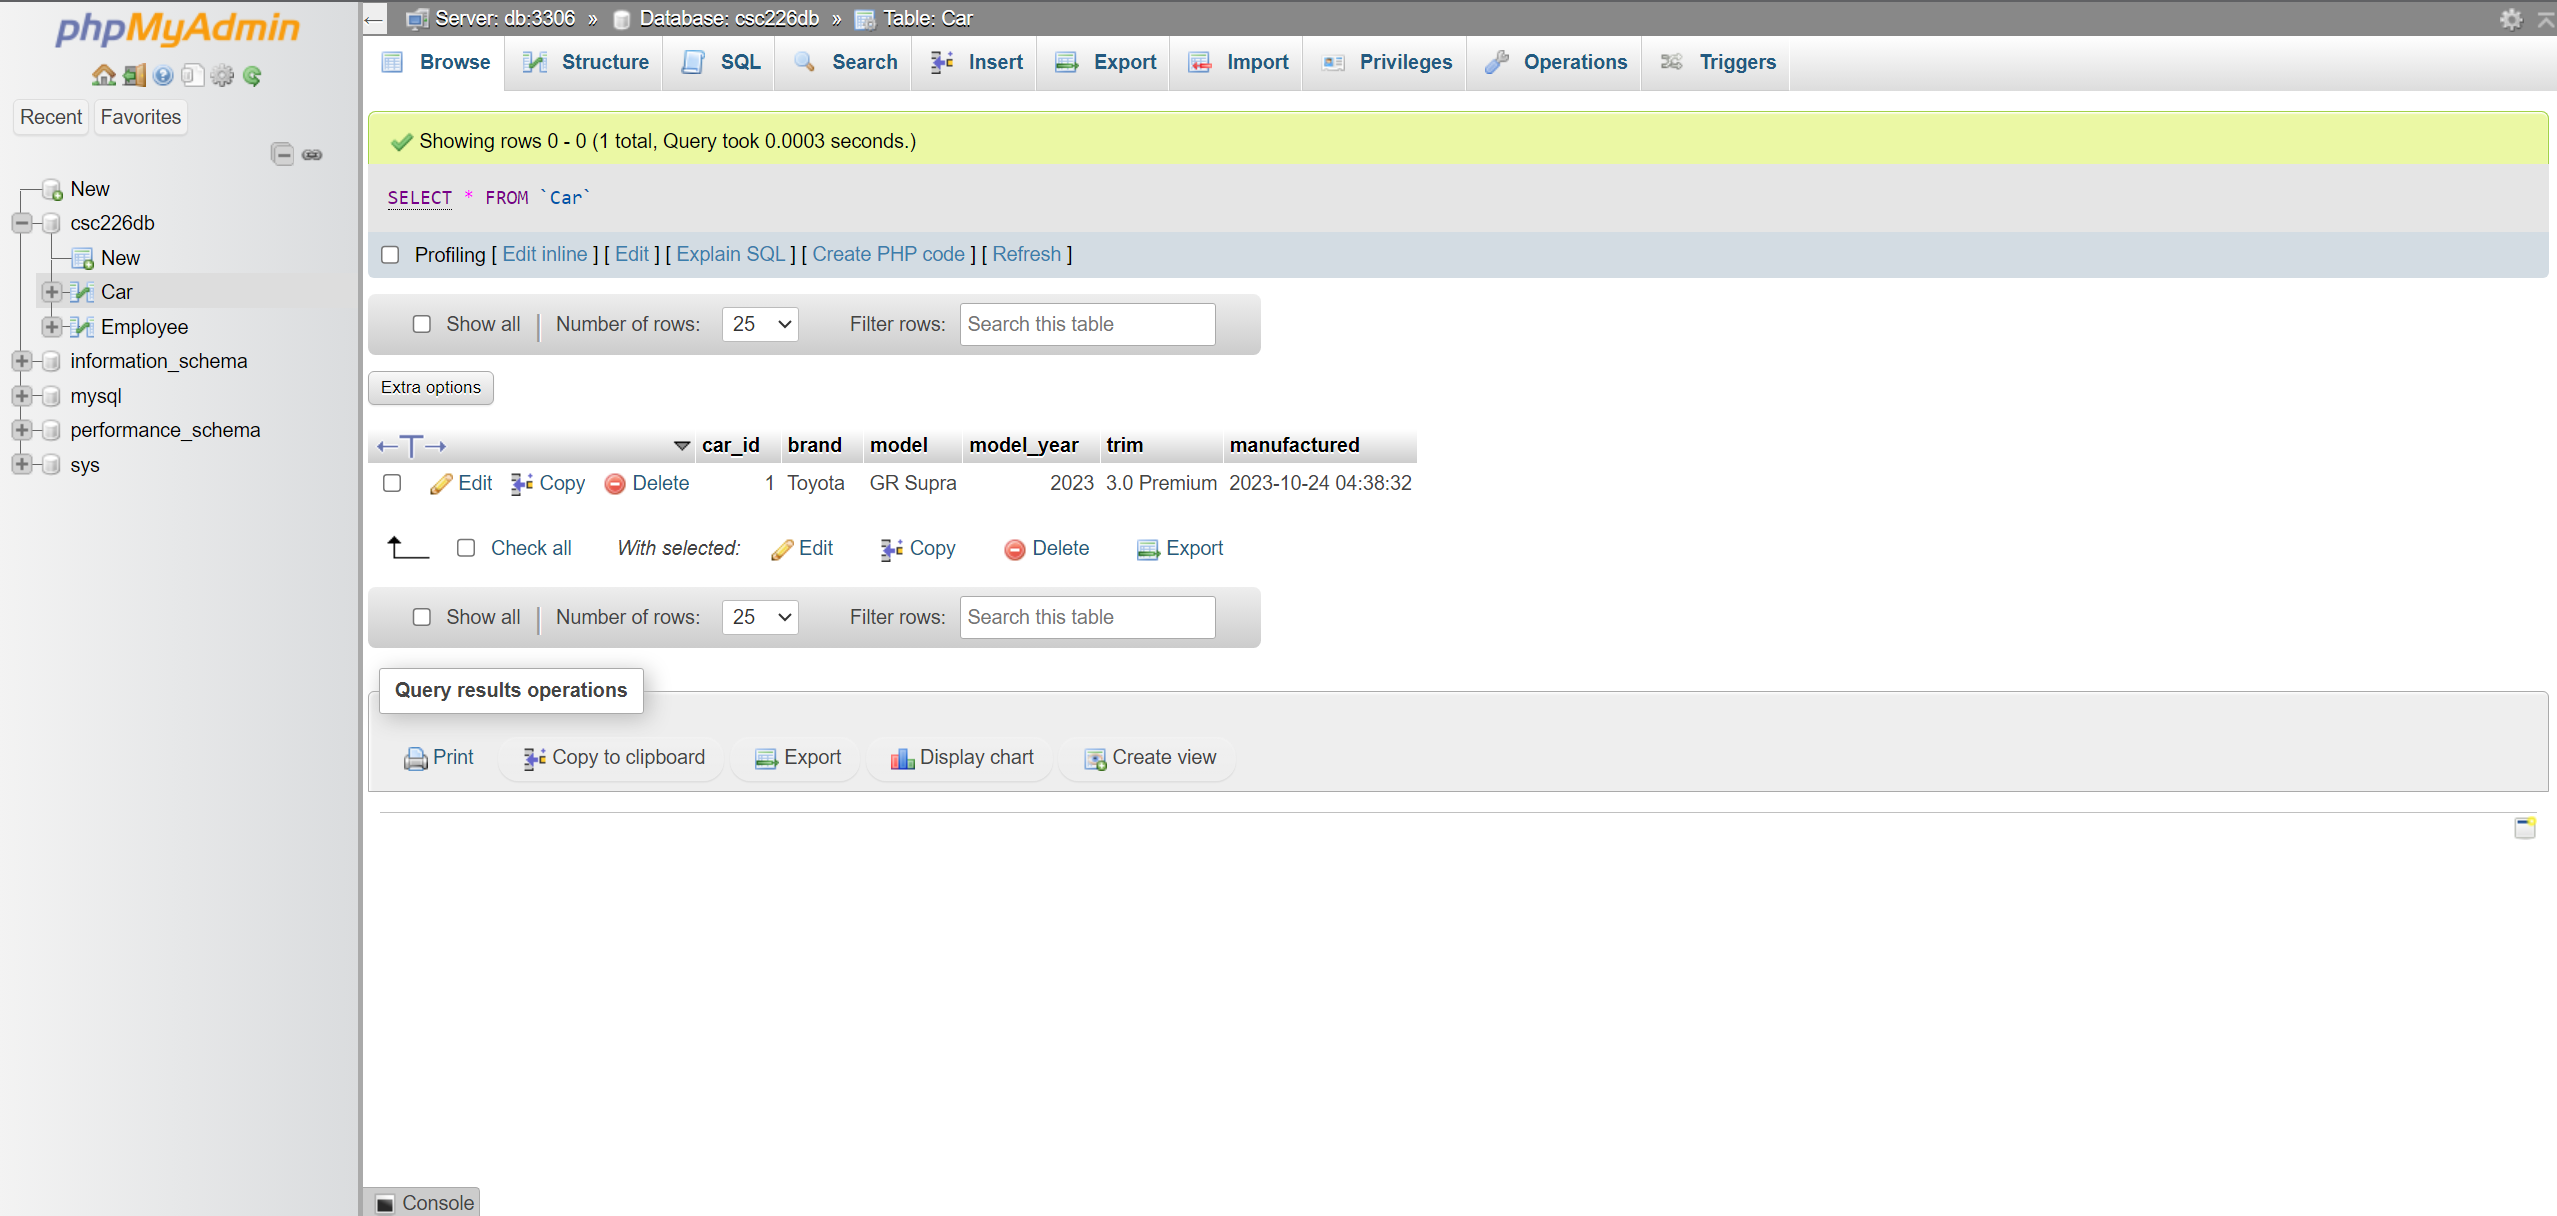 phpMyAdmin
Recent Favorites
New
csc226db
New
Car
Employee
information_schema
mysql
performance_schema
sys
Server: db:3306 » Database: csc226db » Table: Car
Browse Structure SQL Search Insert Export Import Privileges Operations Triggers
Showing rows 0 - 0 (1 total, Query took 0.0003 seconds.)
SELECT * FROM `Car`
Profiling [ Edit inline ] [ Edit ] [ Explain SQL ] [ Create PHP code ] [ Refresh ]
Show all Number of rows: 25 Filter rows: Search this table
Extra options
←T→ car_id brand model model_year trim manufactured
Edit Copy Delete 1 Toyota GR Supra 2023 3.0 Premium 2023-10-24 04:38:32
Check all With selected: Edit Copy Delete Export
Show all Number of rows: 25 Filter rows: Search this table
Query results operations
Print Copy to clipboard Export Display chart Create view
Console